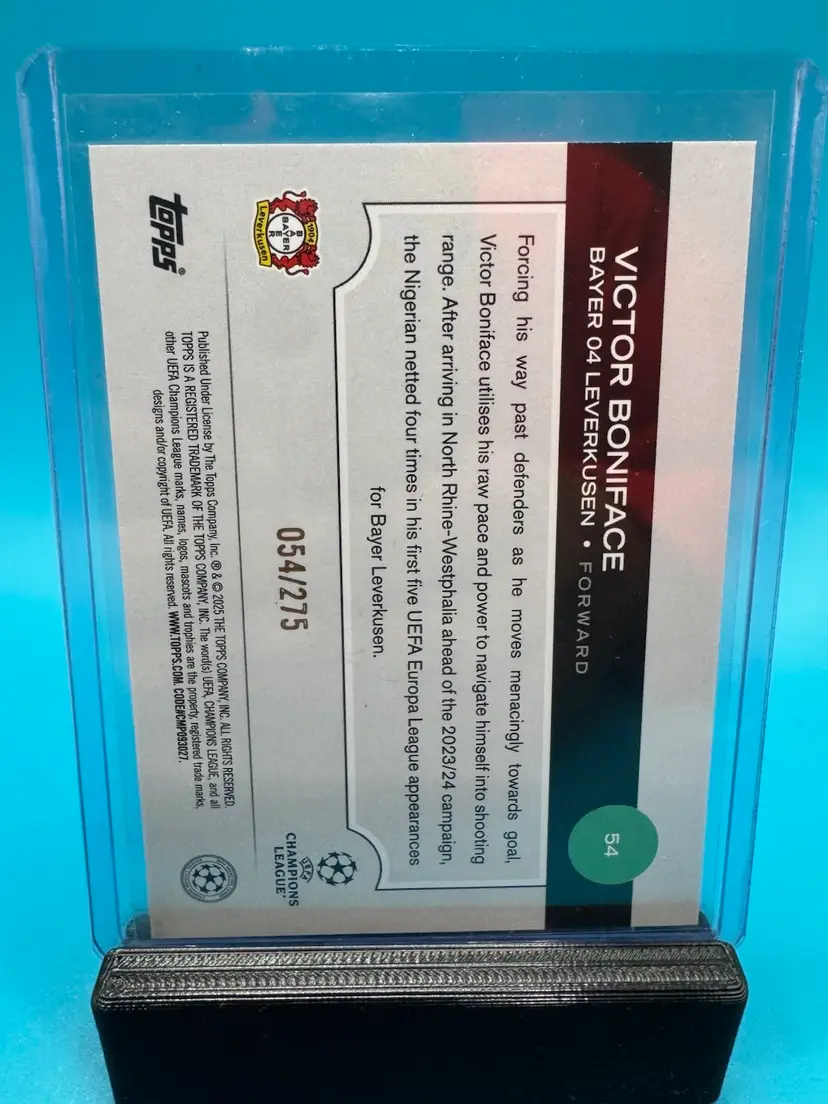 VICTOR BONIFACE
BAYER 04 LEVERKUSEN • FORWARD
54
Forcing his way past defenders as he moves menacingly towards goal,
Victor Boniface utilises his raw pace and power to navigate himself into shooting
range. After arriving in North Rhine-Westphalia ahead of the 2023/24 campaign,
the Nigerian netted four times in his first five UEFA Europa League appearances
for Bayer Leverkusen.
1904
BAYER
Leverkusen
054/275
UEFA
CHAMPIONS
LEAGUE
topps®
Published Under License by The Topps Company, Inc. ® & © 2025 THE TOPPS COMPANY, INC. ALL RIGHTS RESERVED.
TOPPS IS A REGISTERED TRADEMARK OF THE TOPPS COMPANY, INC. The word(s) UEFA, CHAMPIONS LEAGUE, and all
other UEFA Champions League marks, names, logos, mascots and trophies are the property, registered trade marks,
designs and/or copyright of UEFA. All rights reserved. WWW.TOPPS.COM. CODE#CMP093027.